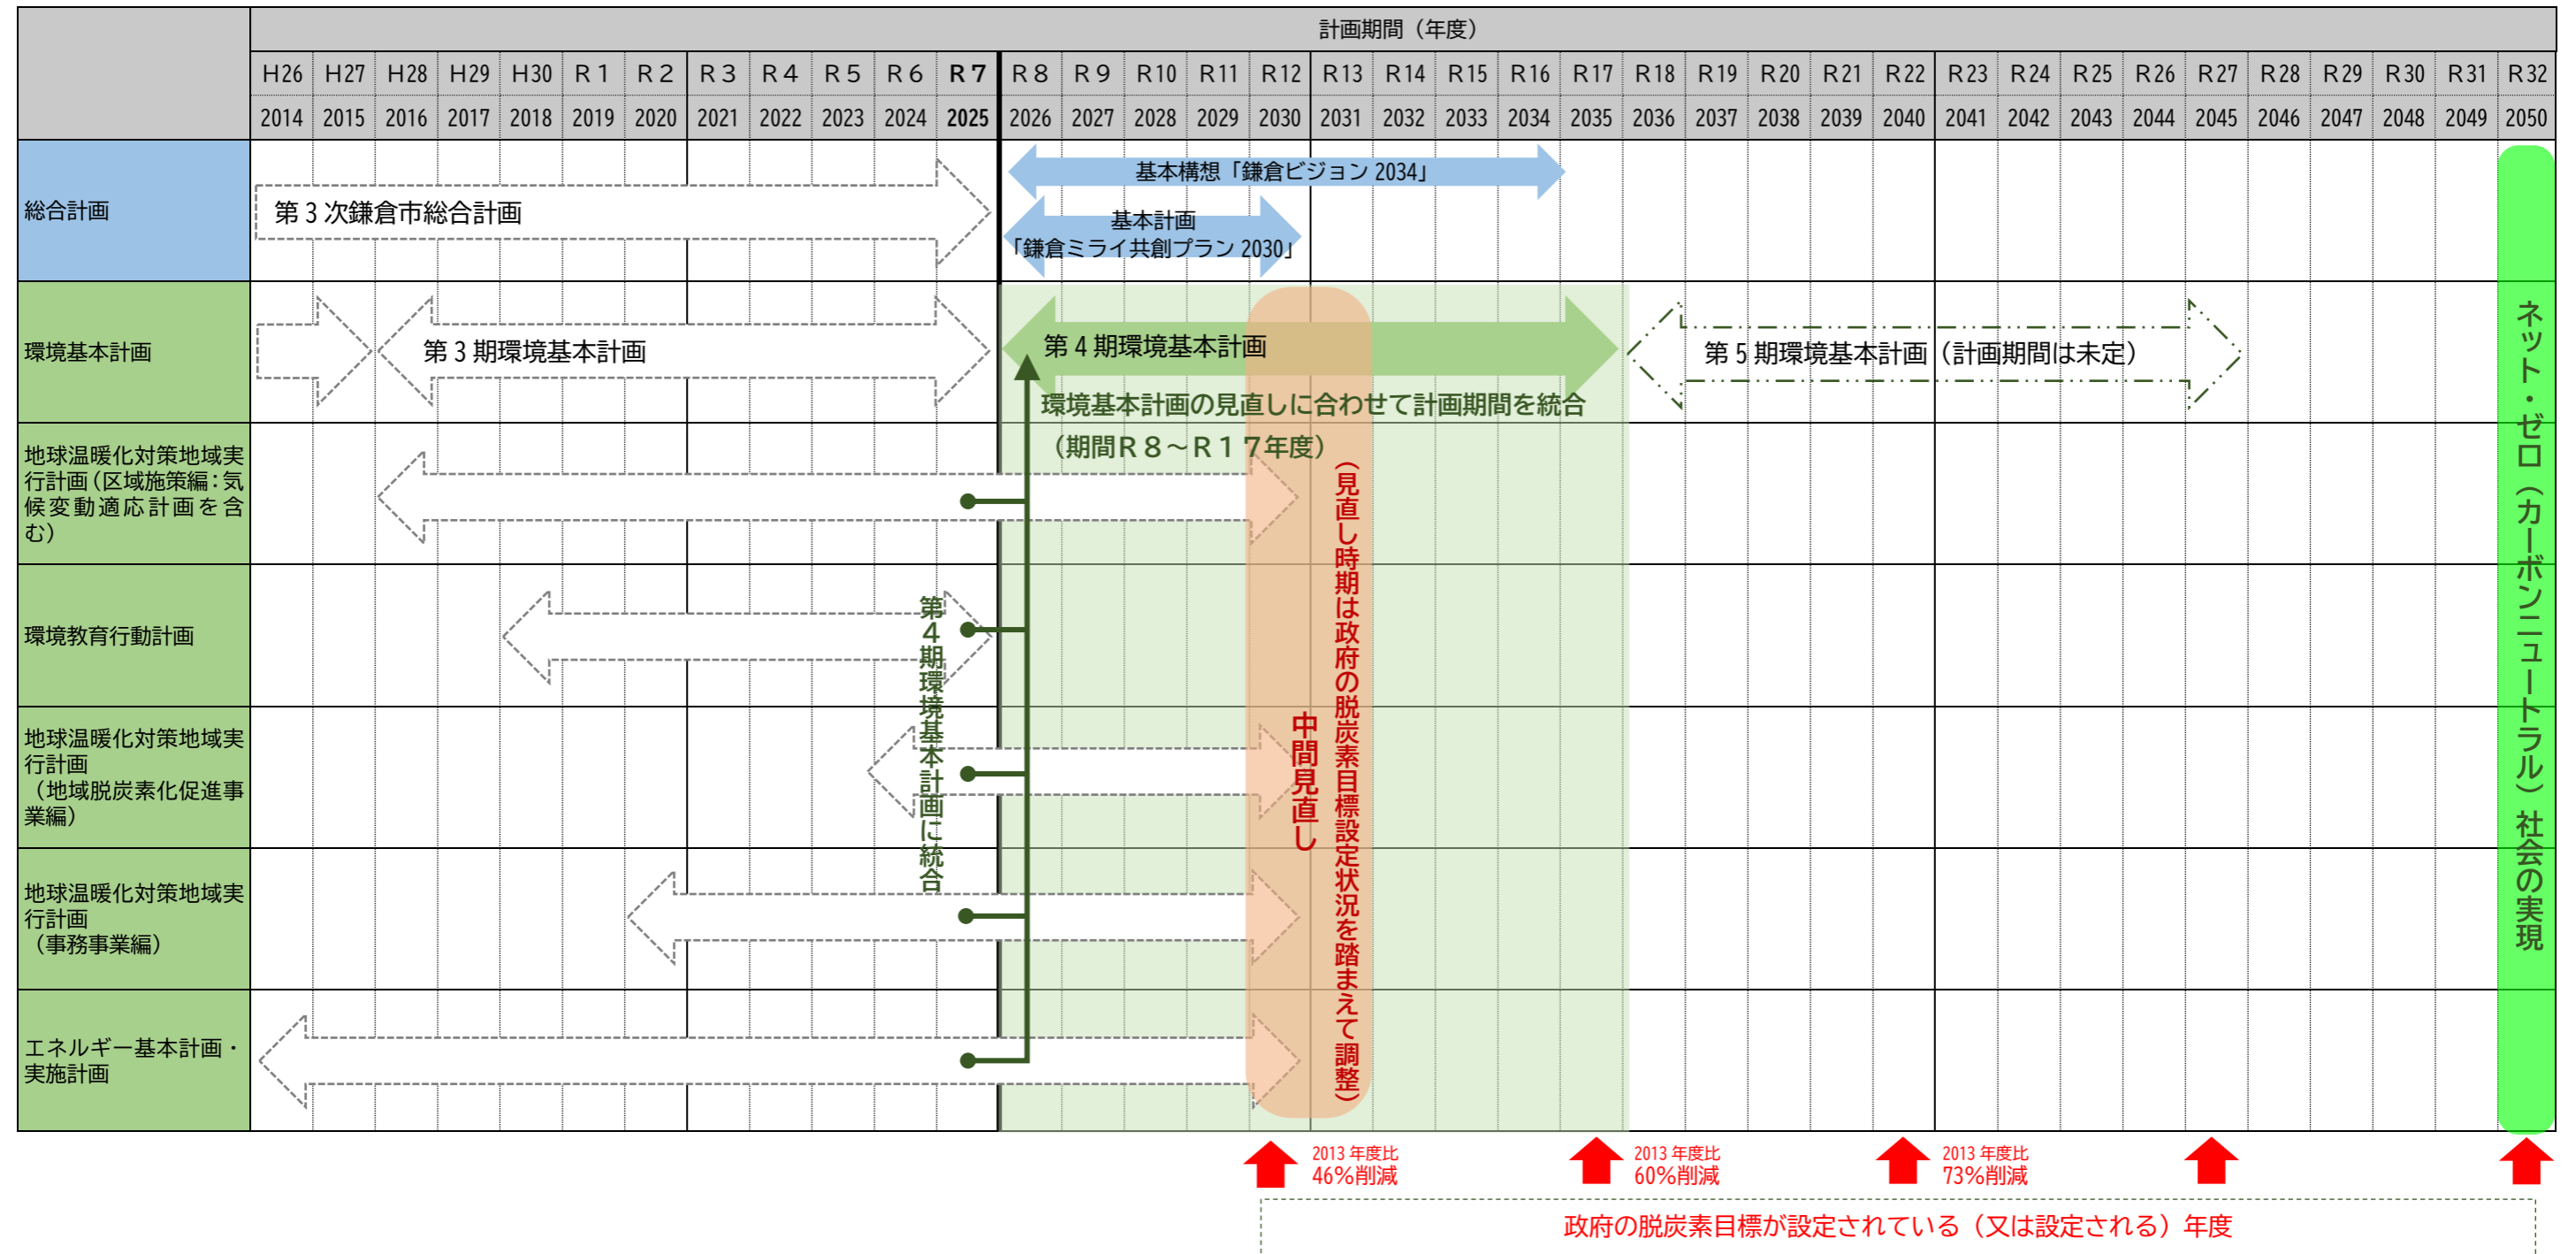 計画期間（年度）
H26 H27 H28 H29 H30 R1 R2 R3 R4 R5 R6 R7 R8 R9 R10 R11 R12 R13 R14 R15 R16 R17 R18 R19 R20 R21 R22 R23 R24 R25 R26 R27 R28 R29 R30 R31 R32
2014 2015 2016 2017 2018 2019 2020 2021 2022 2023 2024 2025 2026 2027 2028 2029 2030 2031 2032 2033 2034 2035 2036 2037 2038 2039 2040 2041 2042 2043 2044 2045 2046 2047 2048 2049 2050
総合計画
第３次鎌倉市総合計画
基本構想「鎌倉ビジョン2034」
基本計画
「鎌倉ミライ共創プラン2030」
環境基本計画
第３期環境基本計画
第４期環境基本計画
第５期環境基本計画（計画期間は未定）
環境基本計画の見直しに合わせて計画期間を統合
（期間Ｒ８～Ｒ１７年度）
地球温暖化対策地域実
行計画（区域施策編：気
候変動適応計画を含
む）
環境教育行動計画
地球温暖化対策地域実
行計画
（地域脱炭素化促進事
業編）
地球温暖化対策地域実
行計画
（事務事業編）
エネルギー基本計画・
実施計画
第４期環境基本計画に統合
中間見直し
（見直し時期は政府の脱炭素目標設定状況を踏まえて調整）
ネット・ゼロ（カーボンニュートラル）社会の実現
2013年度比
46%削減
2013年度比
60%削減
2013年度比
73%削減
政府の脱炭素目標が設定されている（又は設定される）年度